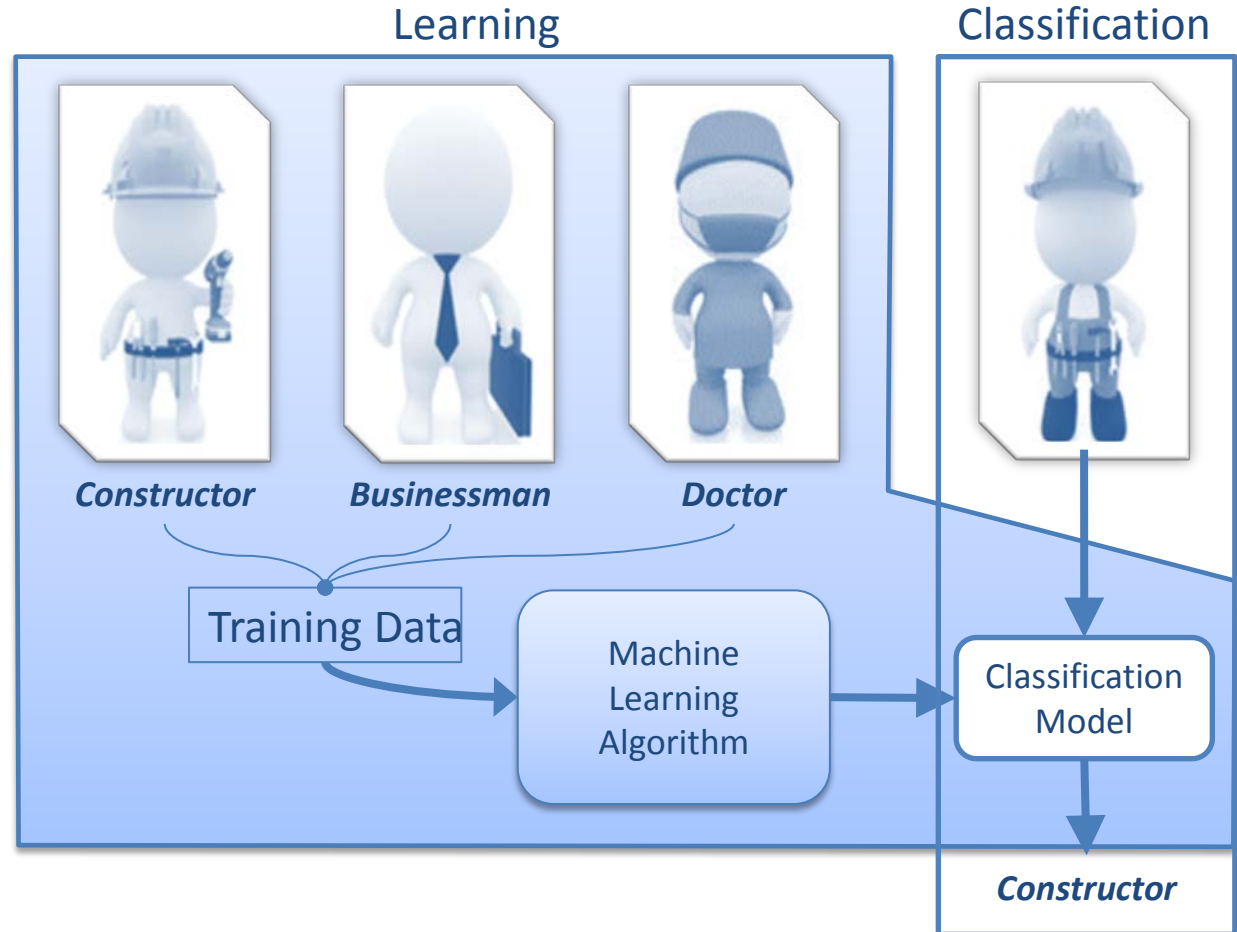 Learning
Classification
Constructor
Businessman
Doctor
Training Data
Machine
Learning
Algorithm
Classification
Model
Constructor